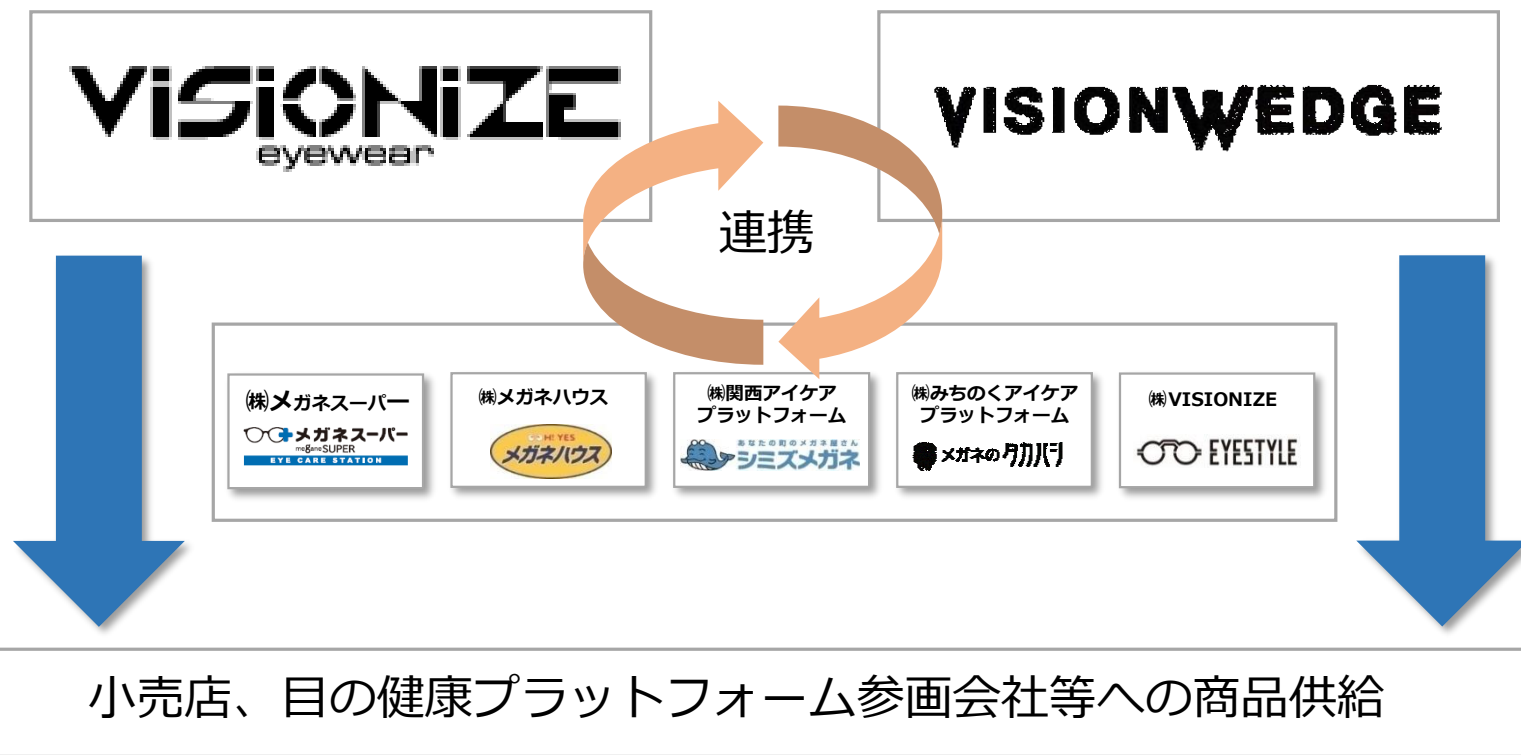 ViSiONiZE
eyewear
VISIONWEDGE
連携
㈱メガネスーパー
メガネスーパー
meganeSUPER
EYE CARE STATION
㈱メガネハウス
HI! YES
メガネハウス
㈱関西アイケア
プラットフォーム
あなたの町のメガネ屋さん
シミズメガネ
㈱みちのくアイケア
プラットフォーム
メガネのタカハシ
㈱VISIONIZE
EYESTYLE
小売店、目の健康プラットフォーム参画会社等への商品供給